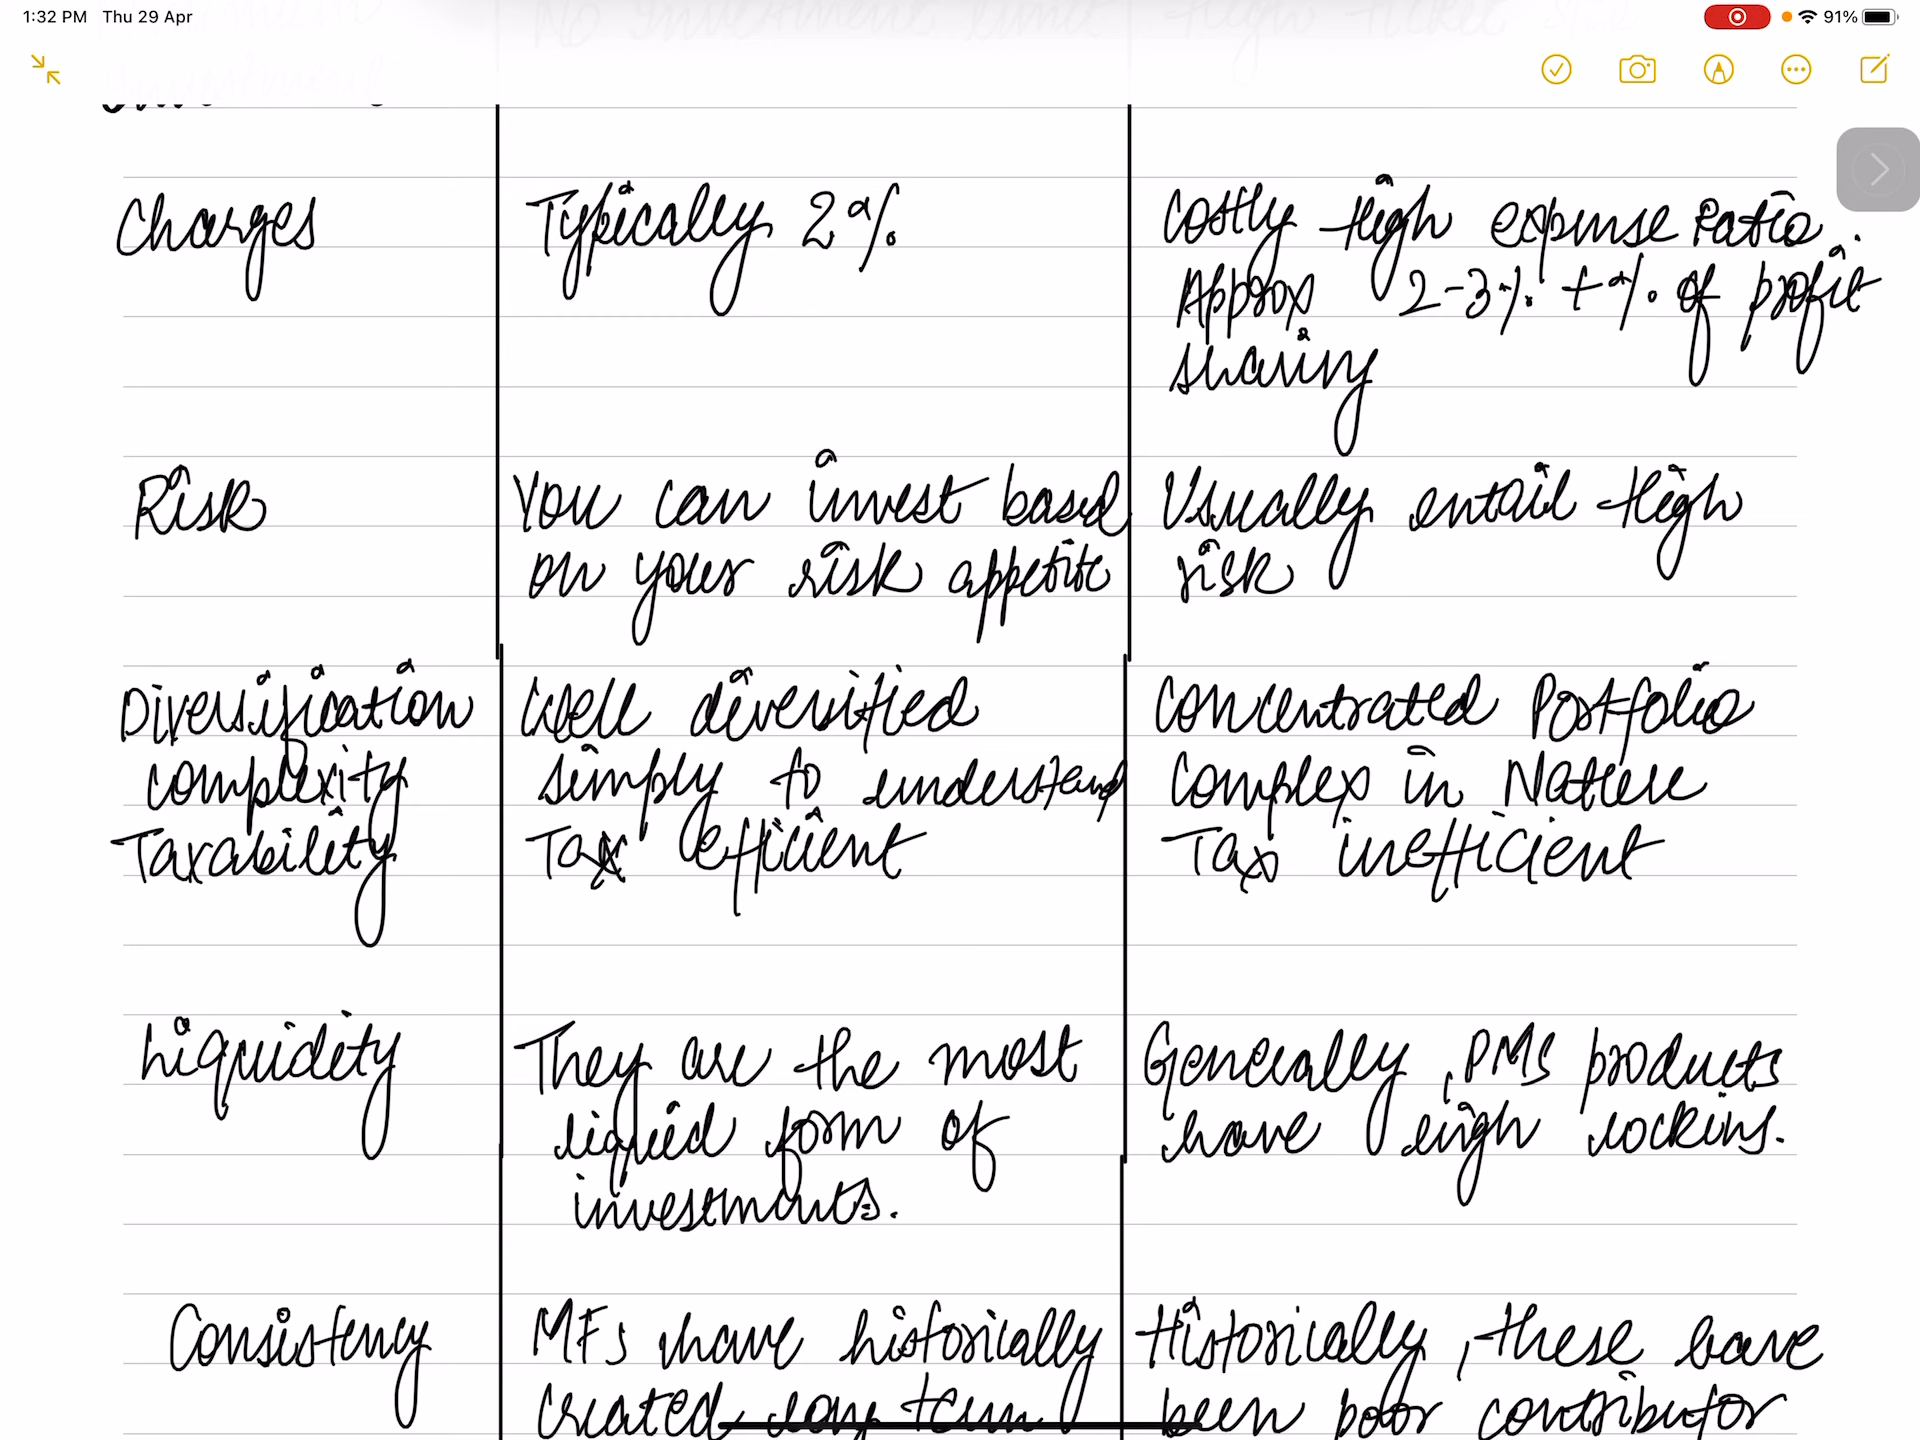 1:32 PM Thu 29 Apr
91%
Charges
Typically 2%
Costly High expense ratio.
Approx 2-3% + % of profit
sharing
Risk
You can invest based
on your risk appetite
Usually entail High
risk
Diversification
Well diversified
Concentrated Portfolio
complexity
simply to understand
Complex in Nature
Taxability
Tax efficient
Tax inefficient
Liquidity
They are the most
liquid form of
investments.
Generally, PMS products
have high lockins.
Consistency
MFs have historically
created long term
Historically, these have
been poor contributor